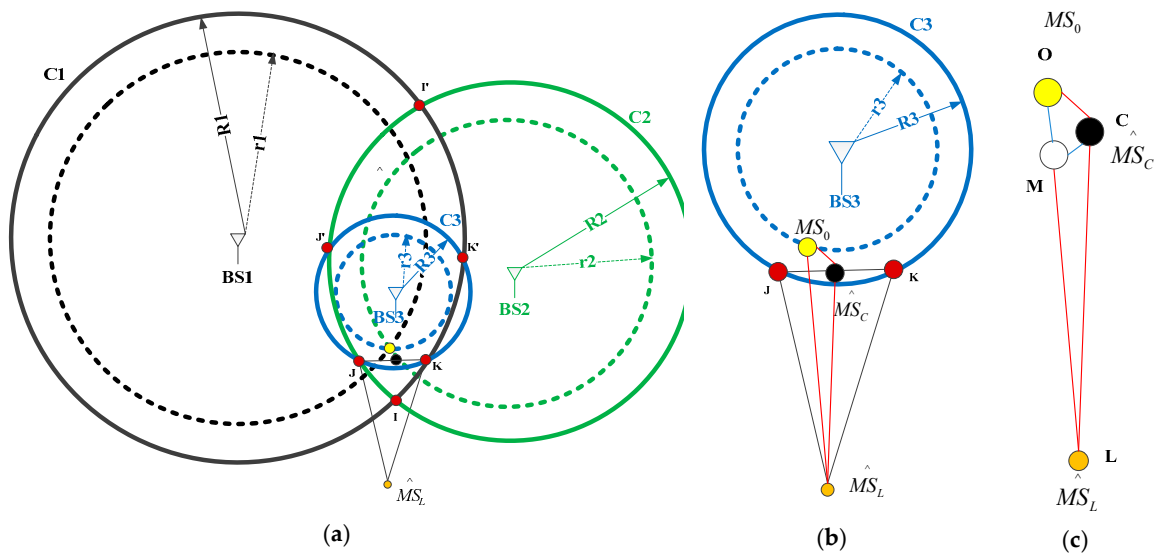 C1
R1
r1
BS1
I'
C2
R2
r2
BS2
^
J'
C3
K'
r3
R3
BS3
J
K
I
^
MS_L
(a)
C3
r3
R3
BS3
MS_0
J
K
^
MS_C
^
MS_L
(b)
MS_0
O
C
^
MS_C
M
L
^
MS_L
(c)